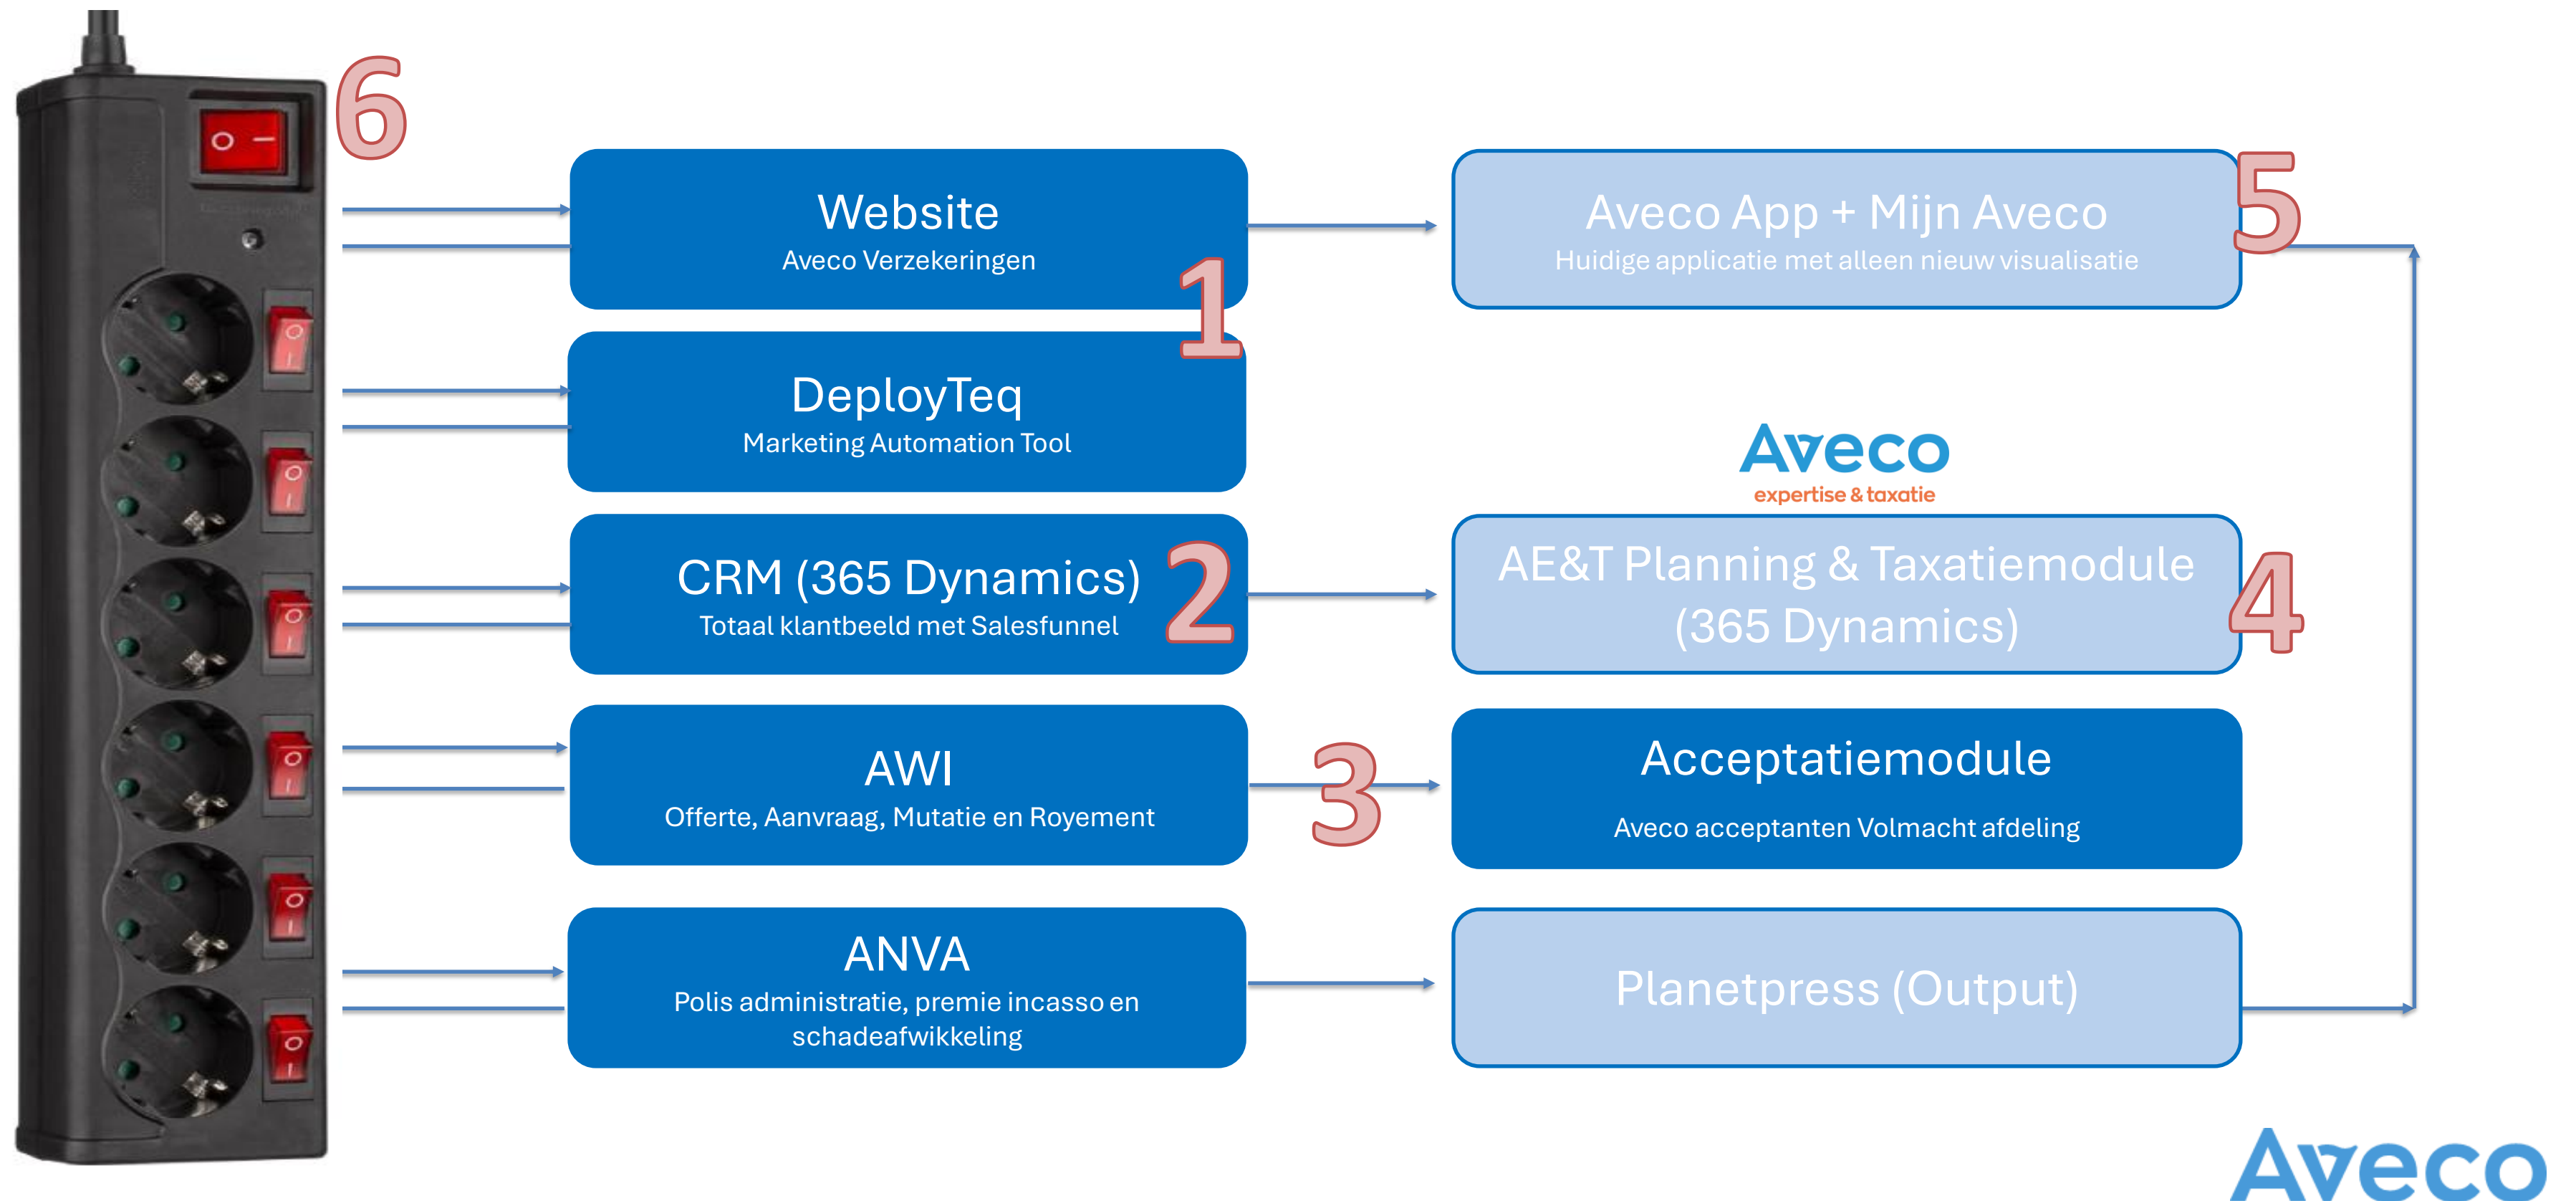 6
Website
Aveco Verzekeringen
1
Aveco App + Mijn Aveco
Huidige applicatie met alleen nieuw visualisatie
5
DeployTeq
Marketing Automation Tool
Aveco
expertise & taxatie
CRM (365 Dynamics)
Totaal klantbeeld met Salesfunnel
2
AE&T Planning & Taxatiemodule
(365 Dynamics)
4
AWI
Offerte, Aanvraag, Mutatie en Royement
3
Acceptatiemodule
Aveco acceptanten Volmacht afdeling
ANVA
Polis administratie, premie incasso en
schadeafwikkeling
Planetpress (Output)
Aveco